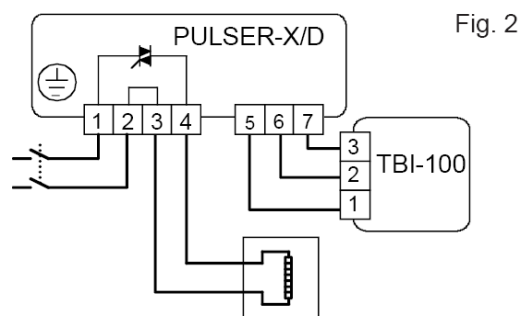 Fig. 2
PULSER-X/D
1 2 3 4 5 6 7
3
2
1
TBI-100